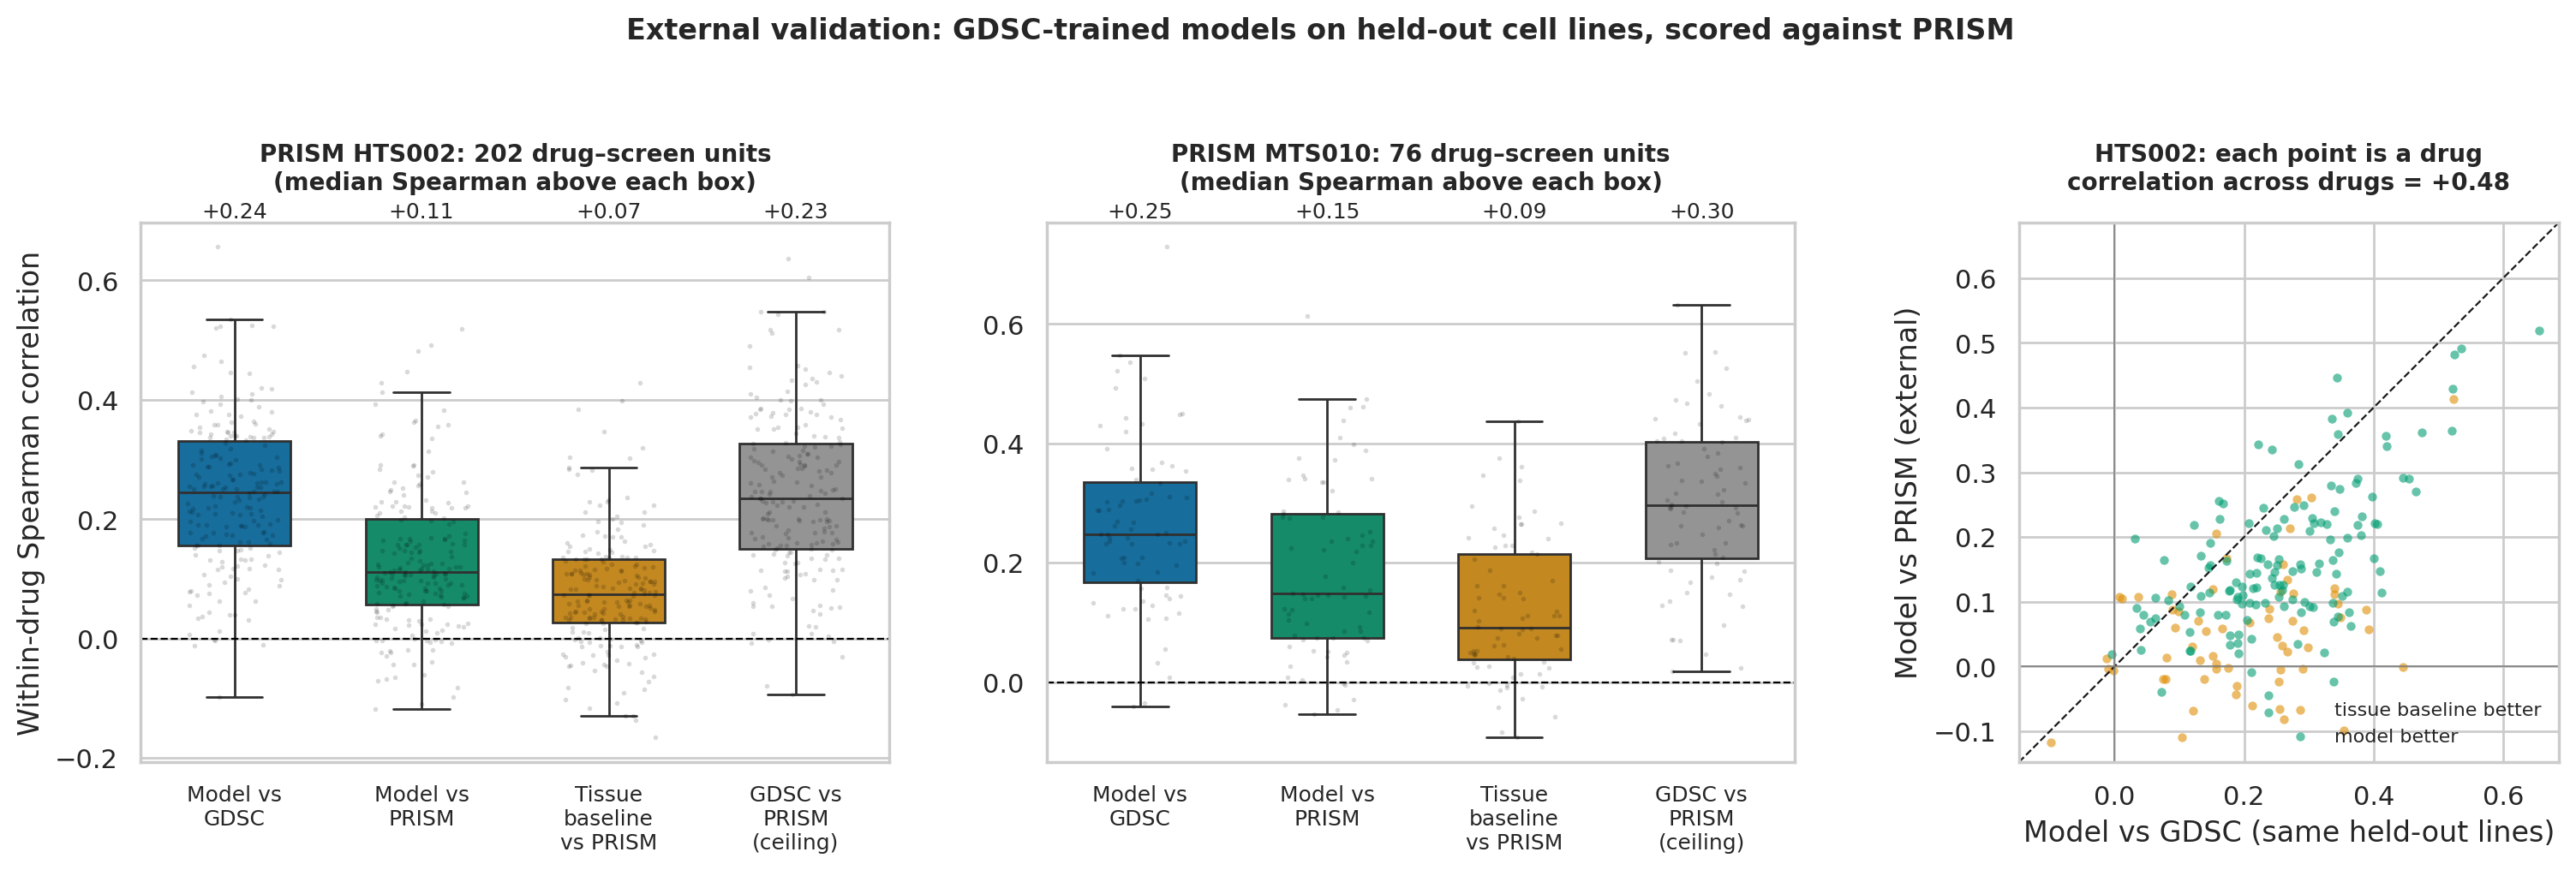 External validation: GDSC-trained models on held-out cell lines, scored against PRISM
PRISM HTS002: 202 drug–screen units
(median Spearman above each box)
+0.24
+0.11
+0.07
+0.23
Within-drug Spearman correlation
0.6
0.4
0.2
0.0
−0.2
Model vs
GDSC
Model vs
PRISM
Tissue
baseline
vs PRISM
GDSC vs
PRISM
(ceiling)
PRISM MTS010: 76 drug–screen units
(median Spearman above each box)
+0.25
+0.15
+0.09
+0.30
0.6
0.4
0.2
0.0
Model vs
GDSC
Model vs
PRISM
Tissue
baseline
vs PRISM
GDSC vs
PRISM
(ceiling)
HTS002: each point is a drug
correlation across drugs = +0.48
Model vs PRISM (external)
0.6
0.5
0.4
0.3
0.2
0.1
0.0
−0.1
tissue baseline better
model better
0.0
0.2
0.4
0.6
Model vs GDSC (same held-out lines)